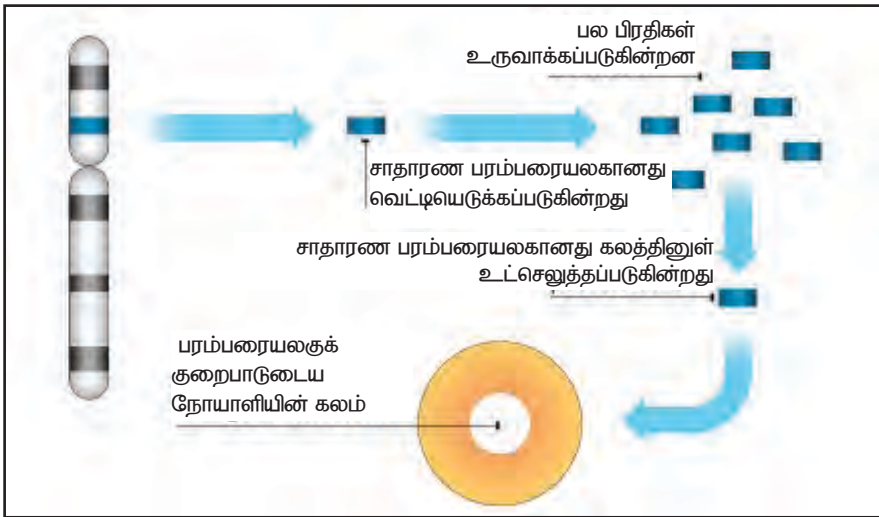 பல பிரதிகள்
உருவாக்கப்படுகின்றன
சாதாரண பரம்பரையலகானது
வெட்டியெடுக்கப்படுகின்றது
சாதாரண பரம்பரையலகானது கலத்தினுள்
உட்செலுத்தப்படுகின்றது
பரம்பரையலகுக்
குறைபாடுடைய
நோயாளியின் கலம்